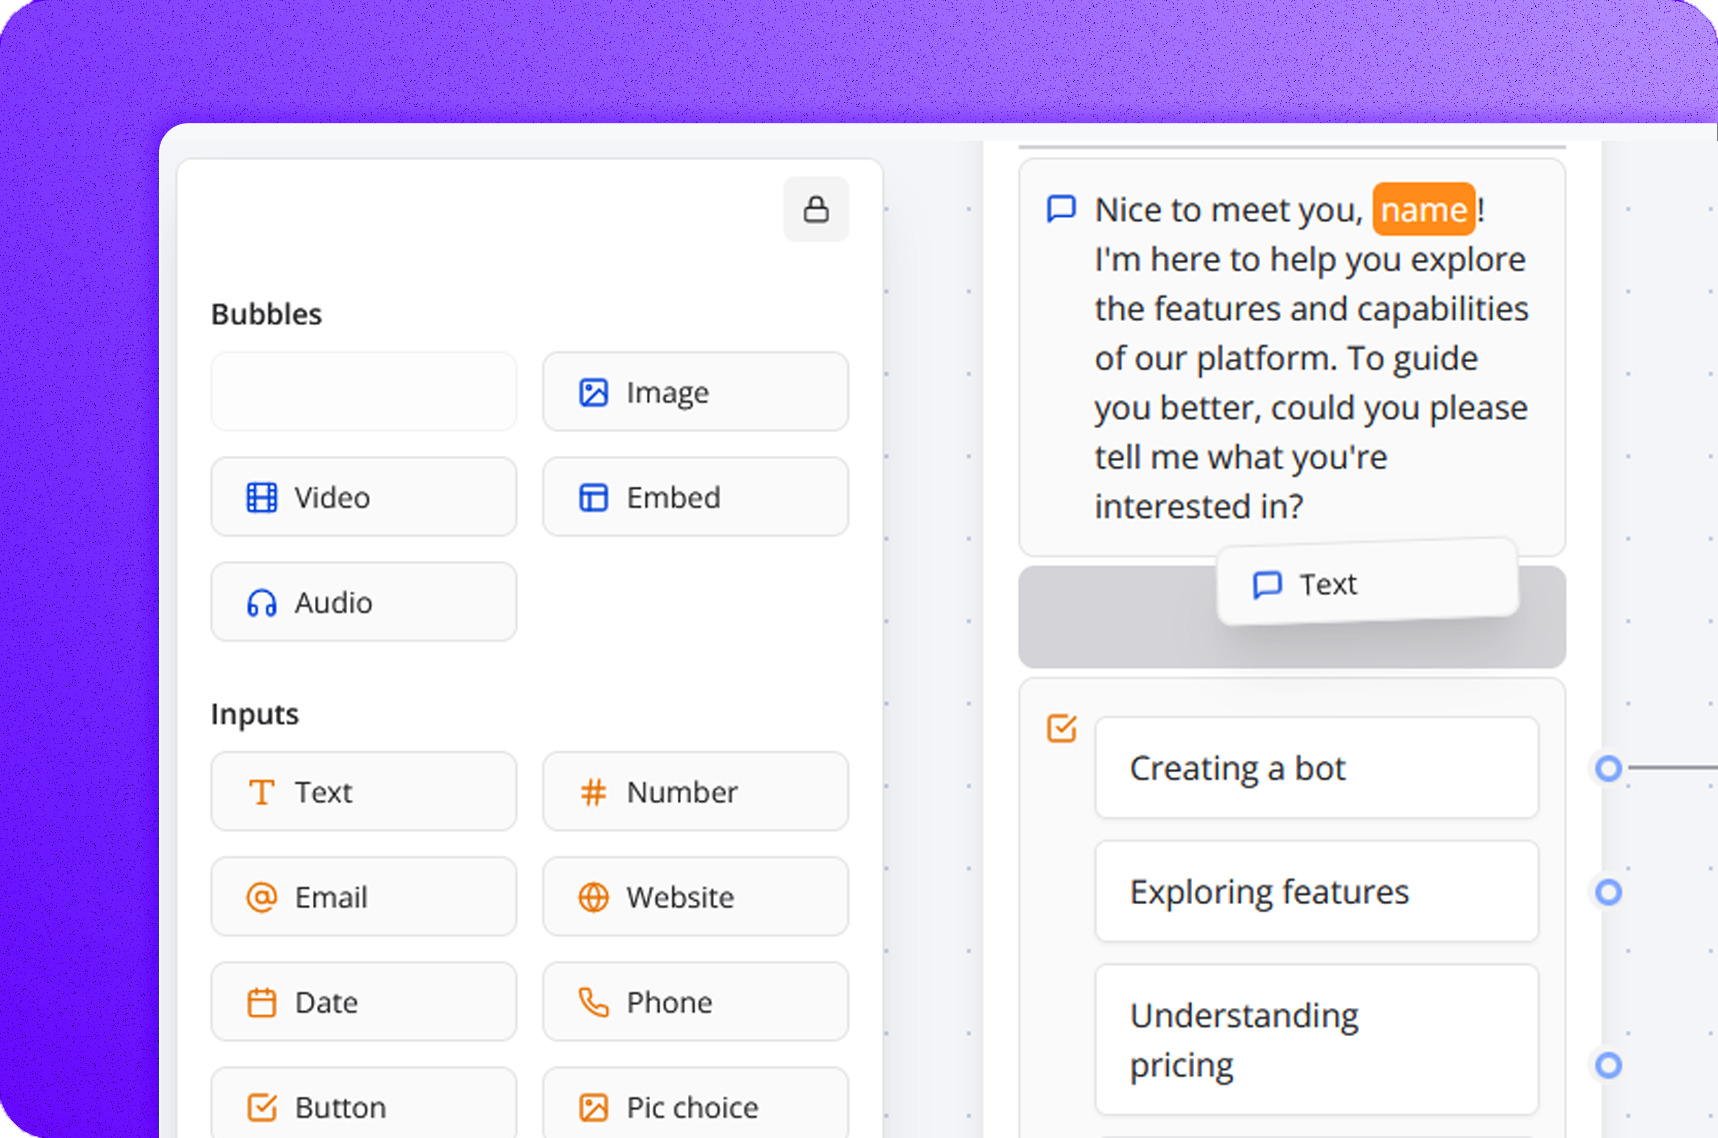 Bubbles
Image
Video
Embed
Audio
Inputs
Text
Number
Email
Website
Date
Phone
Button
Pic choice
Nice to meet you, name!
I'm here to help you explore
the features and capabilities
of our platform. To guide
you better, could you please
tell me what you're
interested in?
Text
Creating a bot
Exploring features
Understanding
pricing